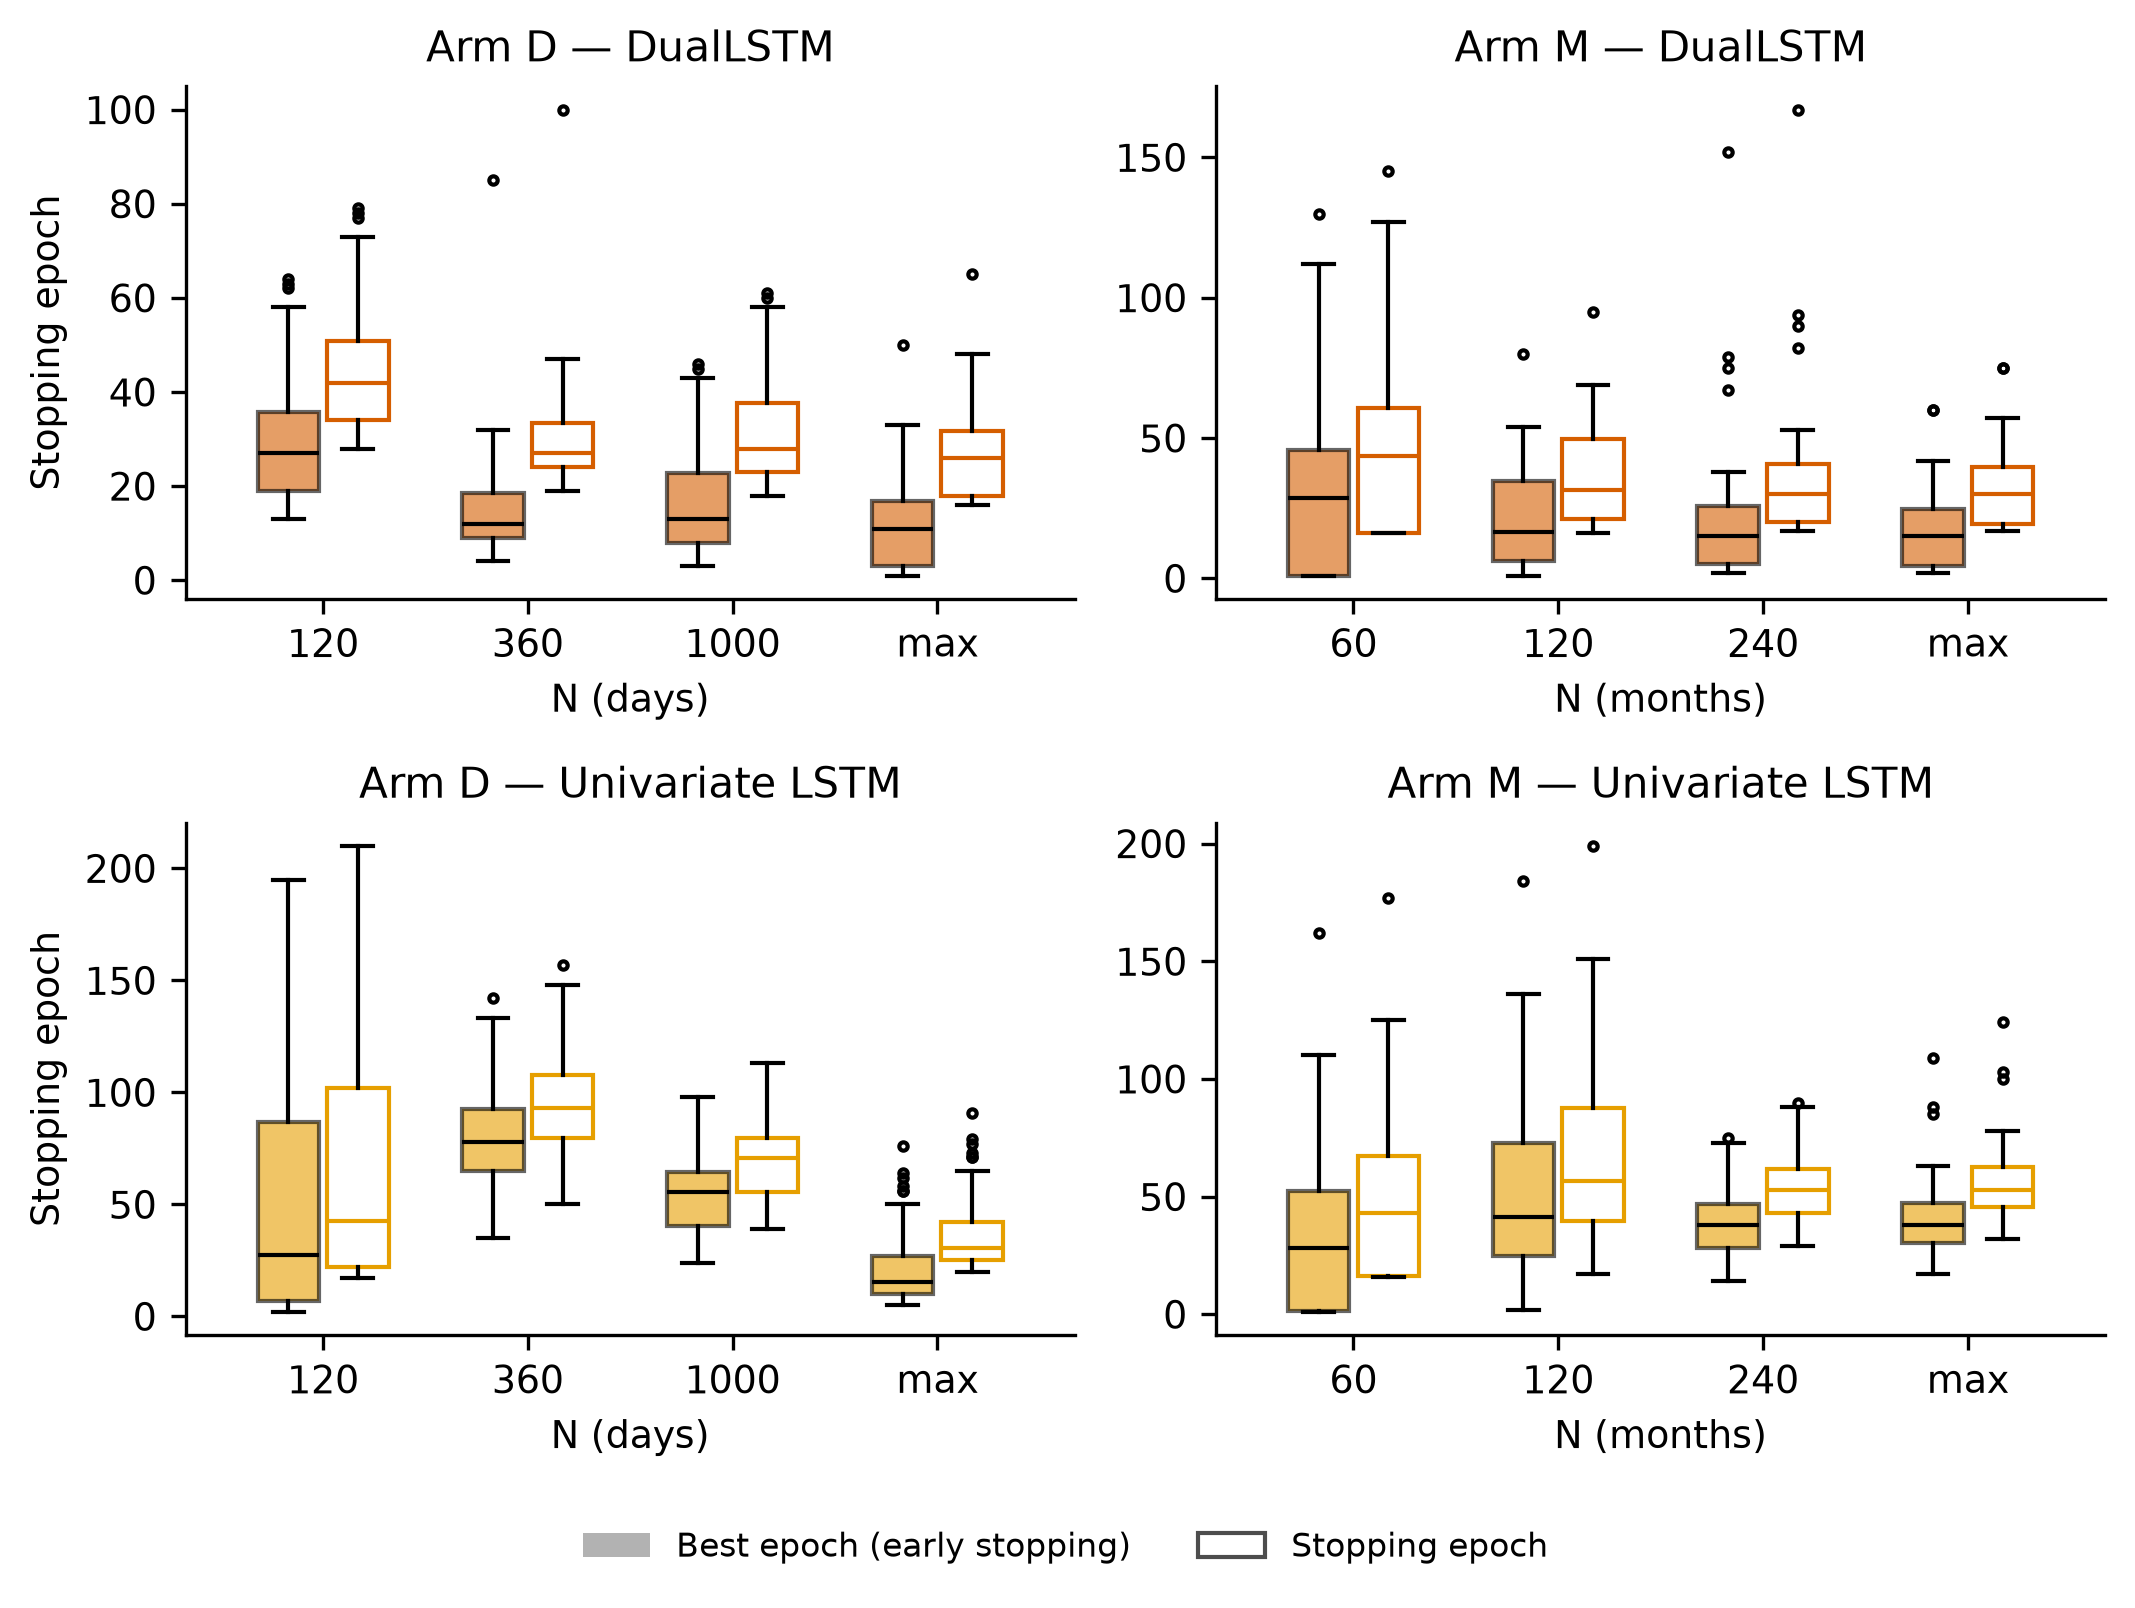 Arm D — DualLSTM
Arm M — DualLSTM
Stopping epoch
100
80
60
40
20
0
150
100
50
0
120 360 1000 max
60 120 240 max
N (days)
N (months)
Arm D — Univariate LSTM
Arm M — Univariate LSTM
Stopping epoch
200
150
100
50
0
200
150
100
50
0
120 360 1000 max
60 120 240 max
N (days)
N (months)
Best epoch (early stopping)
Stopping epoch